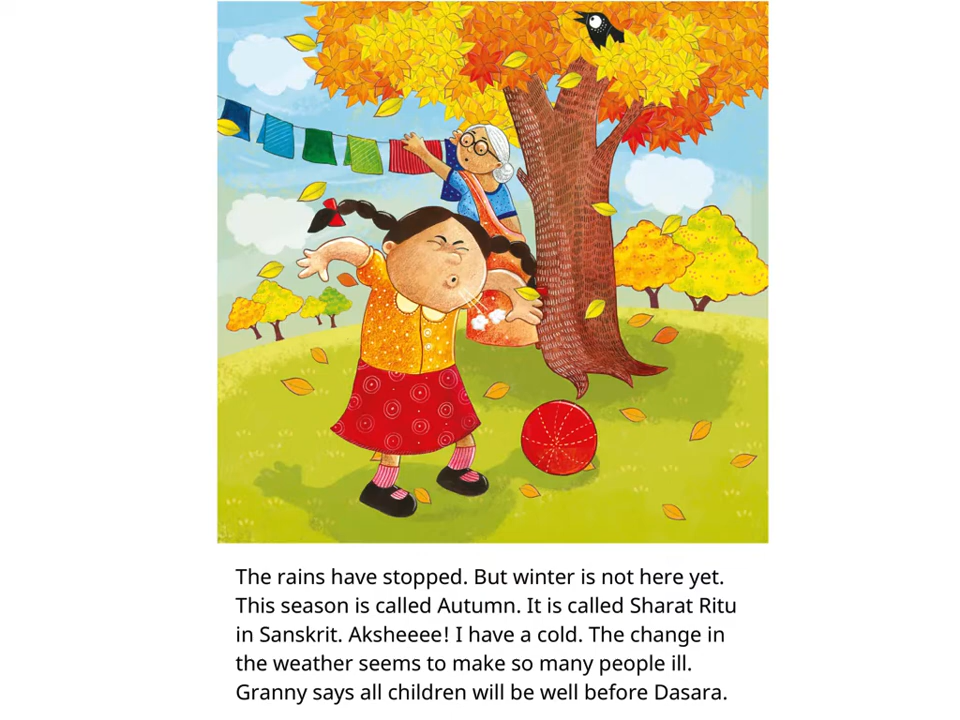 The rains have stopped. But winter is not here yet.
This season is called Autumn. It is called Sharat Ritu
in Sanskrit. Aksheeee! I have a cold. The change in
the weather seems to make so many people ill.
Granny says all children will be well before Dasara.